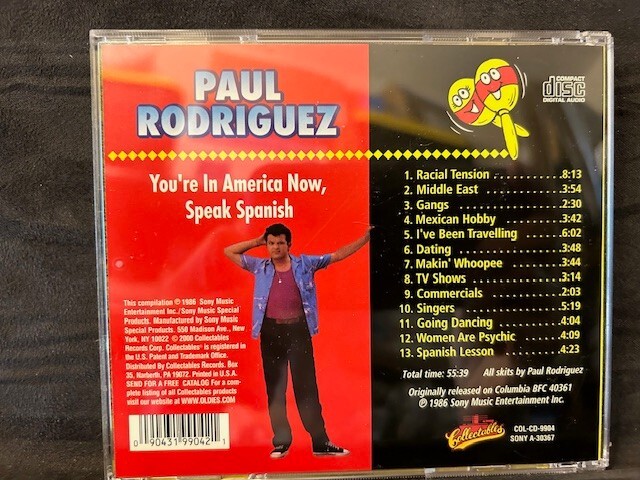 PAUL
RODRIGUEZ
You're In America Now,
Speak Spanish
This compilation ℗ 1986 Sony Music
Entertainment Inc./Sony Music Special
Products. Manufactured by Sony Music
Special Products. 550 Madison Ave., New
York, NY 10022 © 2000 Collectables
Records Corp. Collectables® is registered in
the U.S. Patent and Trademark Office.
Distributed by Collectables Records. Box
35, Narberth, PA 19072. Printed in U.S.A.
SEND FOR A FREE CATALOG For a com-
plete listing of all Collectables product
visit our website at WWW.OLDIES.COM
0 90431 99042 1
COMPACT
disc
DIGITAL AUDIO
1. Racial Tension ...........8:13
2. Middle East .............3:54
3. Gangs ..................2:30
4. Mexican Hobby ..........3:42
5. I've Been Travelling ......6:02
6. Dating ..................3:48
7. Makin' Whoopee .........3:44
8. TV Shows ...............3:14
9. Commercials ............2:03
10. Singers .................5:19
11. Going Dancing ..........4:04
12. Women Are Psychic ......4:09
13. Spanish Lesson ..........4:23
Total time: 55:39 All skits by Paul Rodriguez
Originally released on Columbia BFC 40361
℗ 1986 Sony Music Entertainment Inc.
Collectables
COL-CD-9904
SONY A-30367